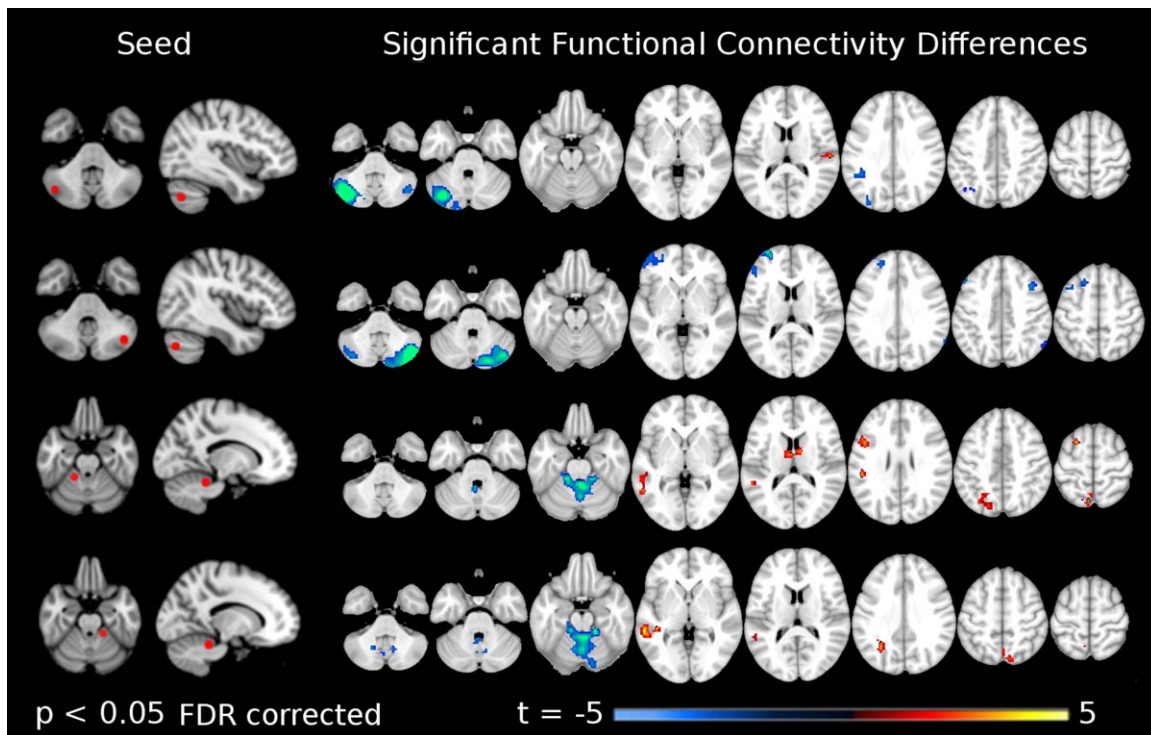 Seed
Significant Functional Connectivity Differences
p < 0.05 FDR corrected
t = -5
5